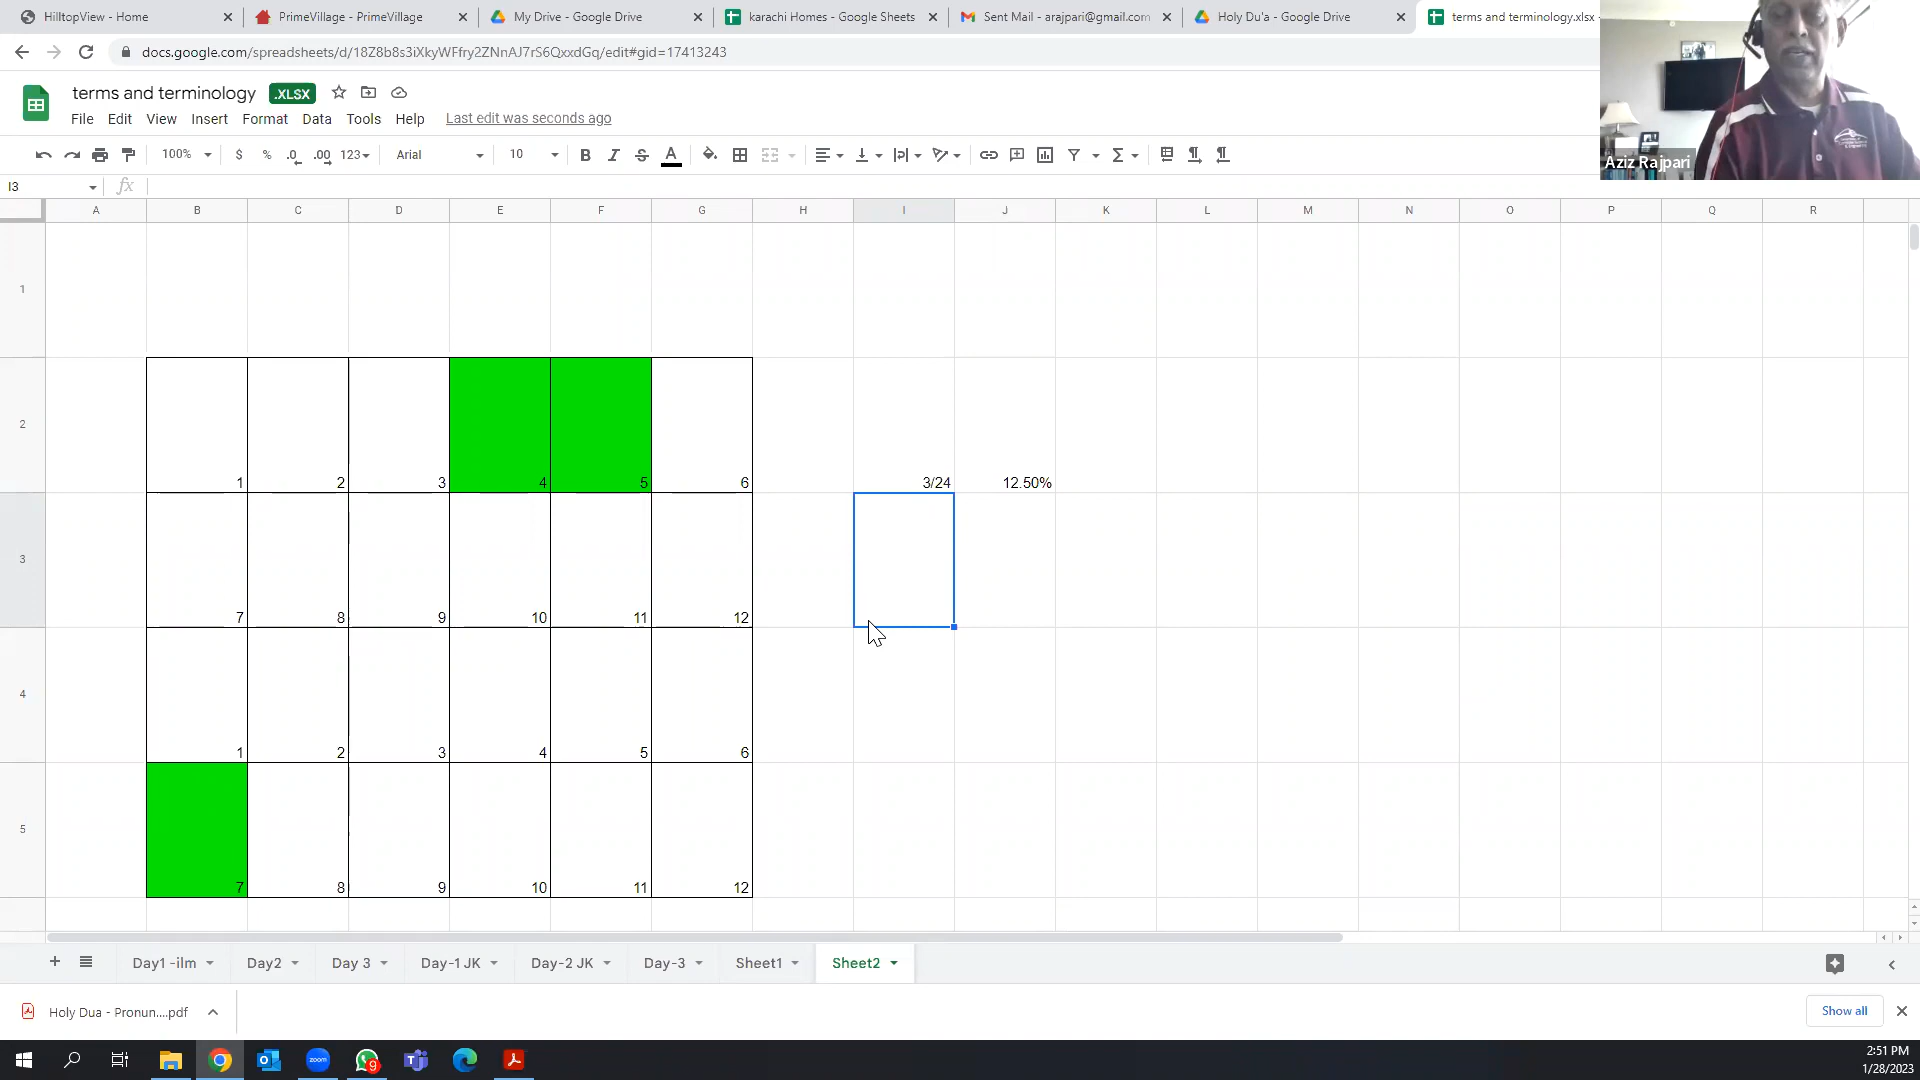 HilltopView - Home
PrimeVillage - PrimeVillage
My Drive - Google Drive
karachi Homes - Google Sheets
Sent Mail - arajpari@gmail.com
Holy Du'a - Google Drive
terms and terminology.xlsx -
docs.google.com/spreadsheets/d/18Z8b8s3iXkyWFfry2ZNnAJ7rS6QxxdGq/edit#gid=17413243
terms and terminology .XLSX
File Edit View Insert Format Data Tools Help Last edit was seconds ago
100% $ % .0 .00 123 Arial 10 B I S A
Aziz Rajpari
I3 fx
A B C D E F G H I J K L M N O P Q R
1
2
1 2 3 4 5 6 3/24 12.50%
3
7 8 9 10 11 12
4
1 2 3 4 5 6
5
7 8 9 10 11 12
Day1 -ilm Day2 Day 3 Day-1 JK Day-2 JK Day-3 Sheet1 Sheet2
Holy Dua - Pronun....pdf
Show all
zoom
9
2:51 PM
1/28/2023